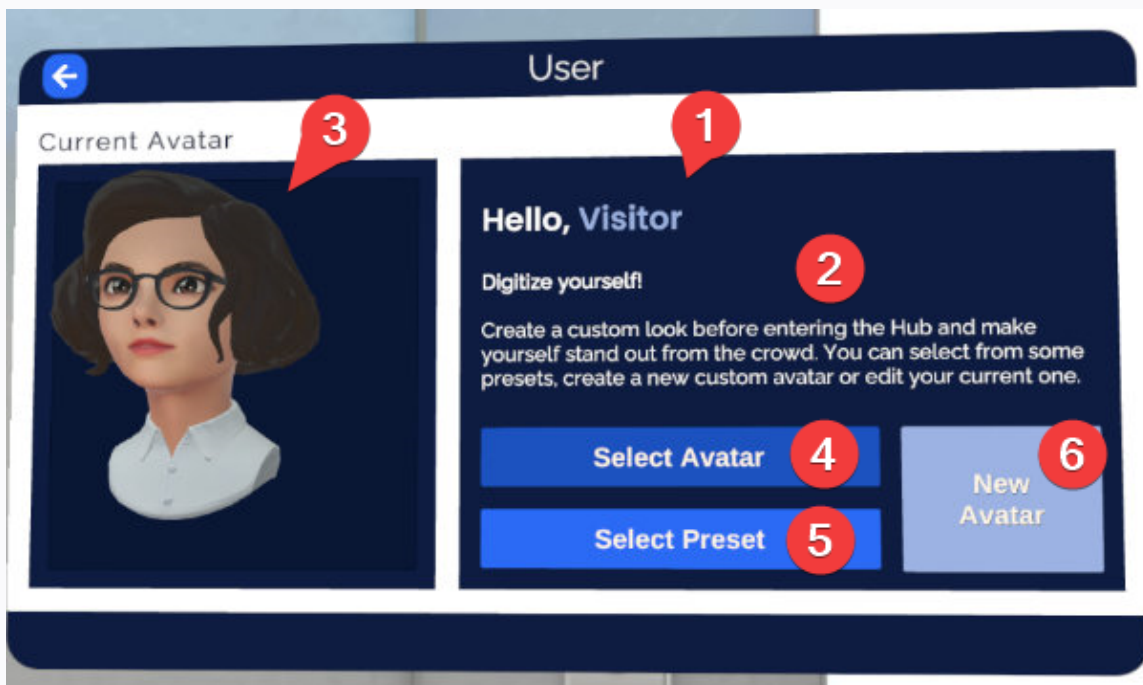 User
Current Avatar
3
1
Hello, Visitor
Digitize yourself!
2
Create a custom look before entering the Hub and make
yourself stand out from the crowd. You can select from some
presets, create a new custom avatar or edit your current one.
Select Avatar 4
Select Preset 5
6
New
Avatar